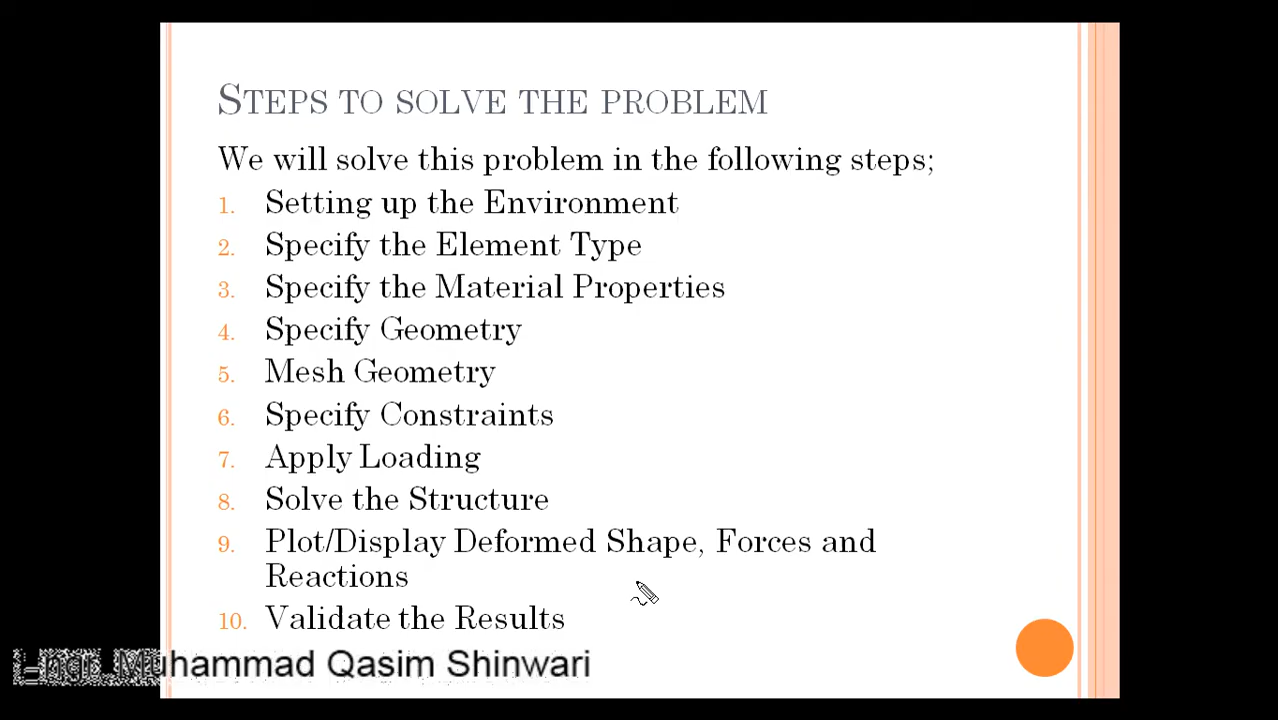 STEPS TO SOLVE THE PROBLEM
We will solve this problem in the following steps;
1. Setting up the Environment
2. Specify the Element Type
3. Specify the Material Properties
4. Specify Geometry
5. Mesh Geometry
6. Specify Constraints
7. Apply Loading
8. Solve the Structure
9. Plot/Display Deformed Shape, Forces and
Reactions
10. Validate the Results
Muhammad Qasim Shinwari